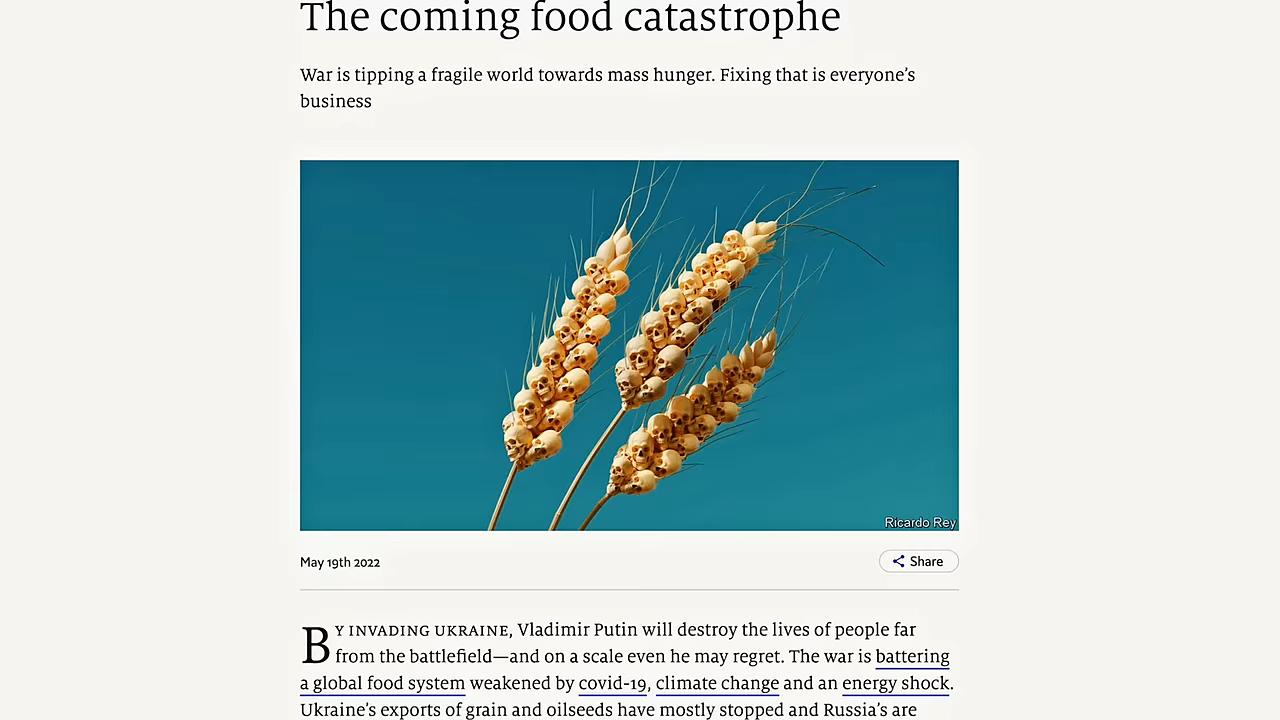 The coming food catastrophe
War is tipping a fragile world towards mass hunger. Fixing that is everyone’s
business
Ricardo Rey
May 19th 2022
Share
BY INVADING UKRAINE, Vladimir Putin will destroy the lives of people far
from the battlefield—and on a scale even he may regret. The war is battering
a global food system weakened by covid-19, climate change and an energy shock.
Ukraine’s exports of grain and oilseeds have mostly stopped and Russia’s are